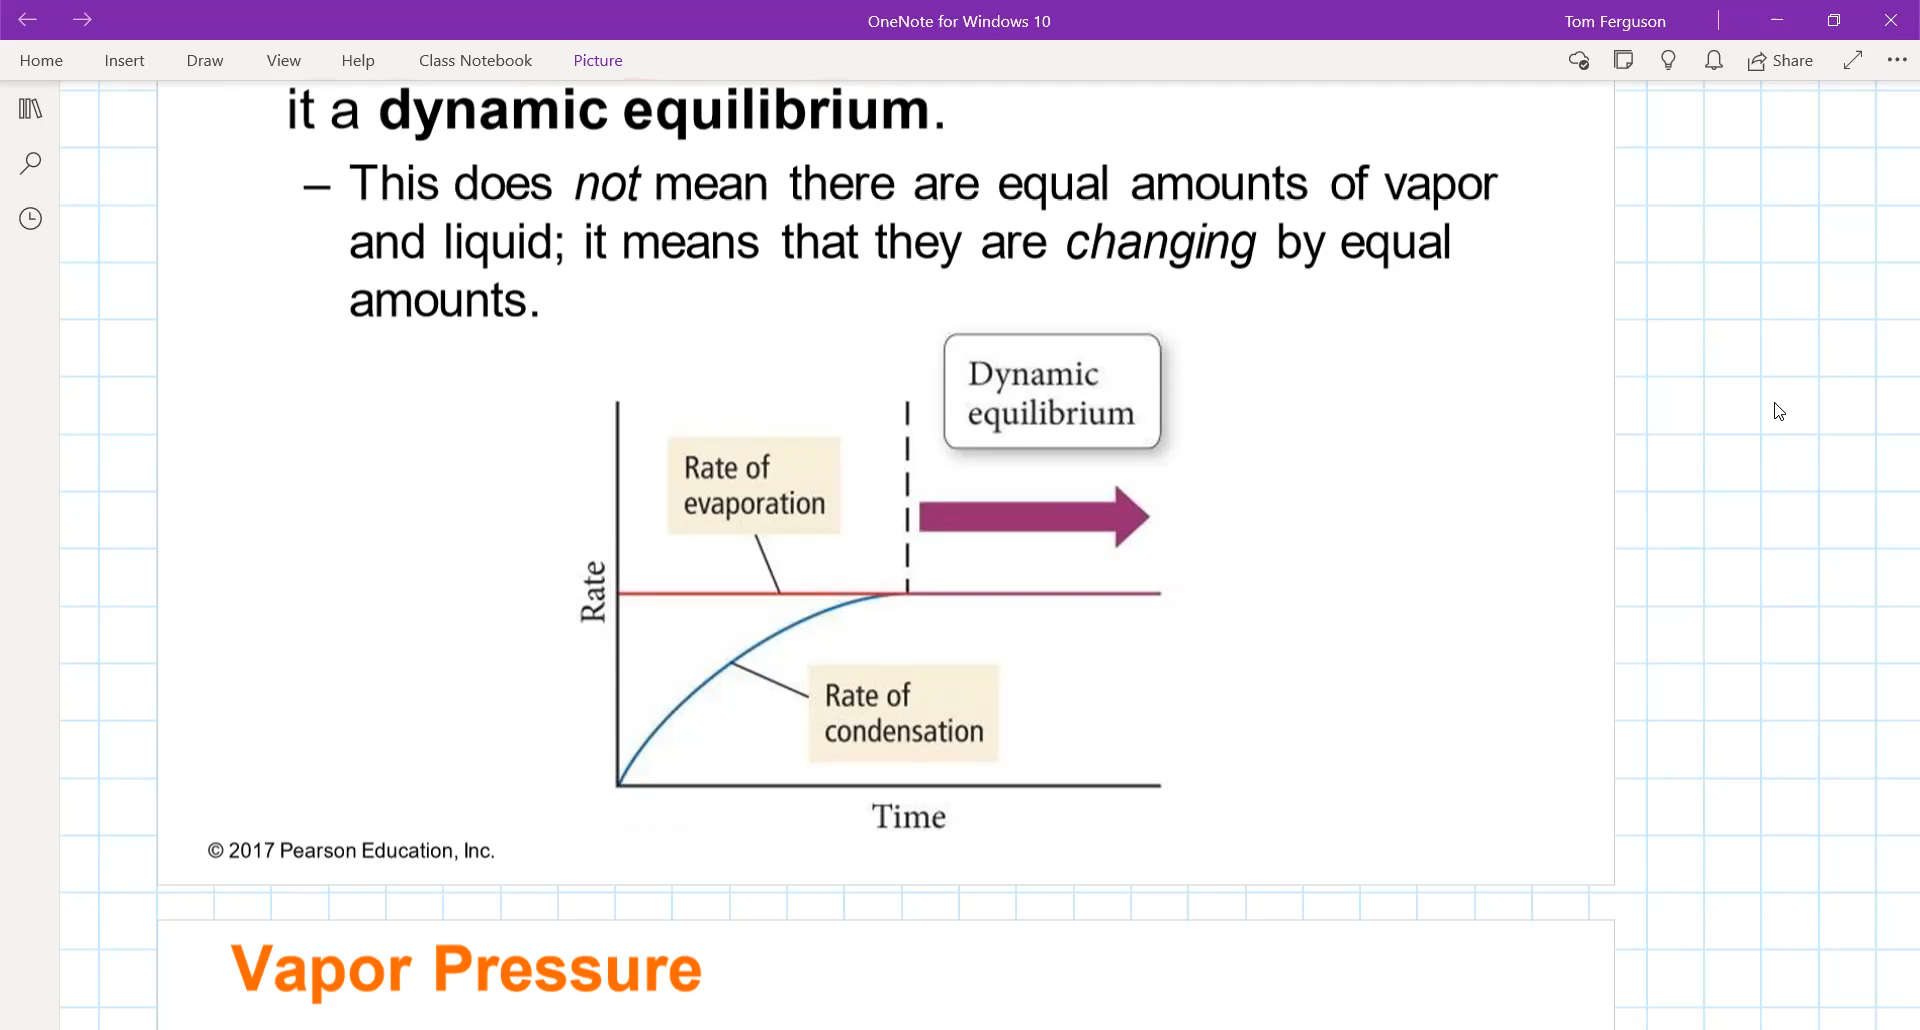 OneNote for Windows 10
Tom Ferguson
Home Insert Draw View Help Class Notebook Picture
Share
it a dynamic equilibrium.
– This does not mean there are equal amounts of vapor
and liquid; it means that they are changing by equal
amounts.
Dynamic
equilibrium
Rate of
evaporation
Rate
Rate of
condensation
Time
© 2017 Pearson Education, Inc.
Vapor Pressure